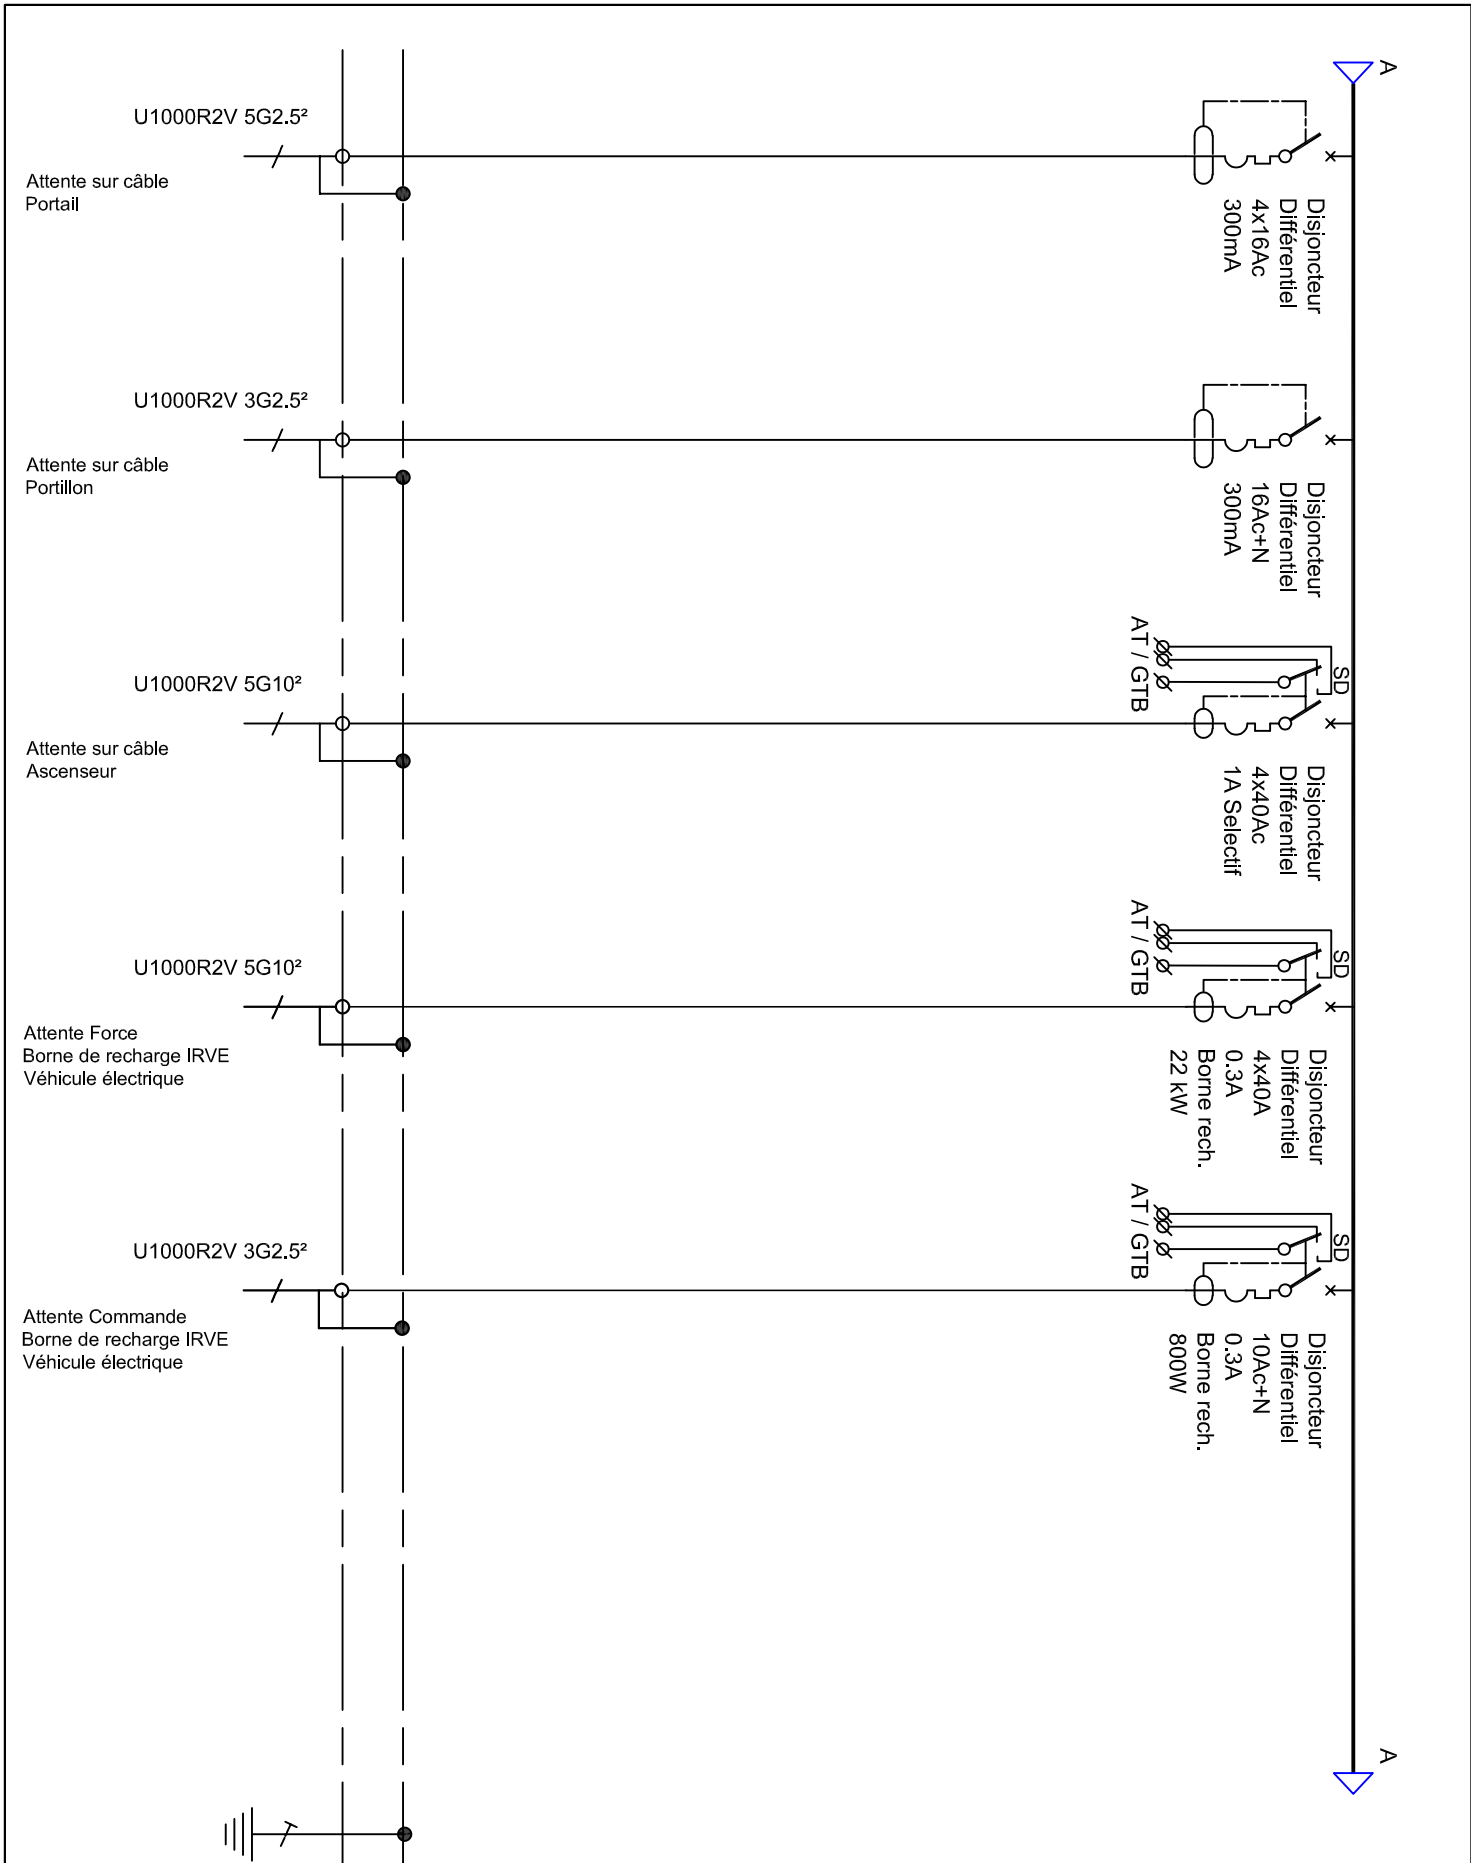 A
U1000R2V 5G2.5²
Attente sur câble
Portail
Disjoncteur
Différentiel
4x16Ac
300mA
U1000R2V 3G2.5²
Attente sur câble
Portillon
Disjoncteur
Différentiel
16Ac+N
300mA
AT / GTB
SD
U1000R2V 5G10²
Attente sur câble
Ascenseur
Disjoncteur
Différentiel
4x40Ac
1A Selectif
AT / GTB
SD
U1000R2V 5G10²
Attente Force
Borne de recharge IRVE
Véhicule électrique
Disjoncteur
Différentiel
4x40A
0.3A
Borne rech.
22 kW
AT / GTB
SD
U1000R2V 3G2.5²
Attente Commande
Borne de recharge IRVE
Véhicule électrique
Disjoncteur
Différentiel
10Ac+N
0.3A
Borne rech.
800W
A